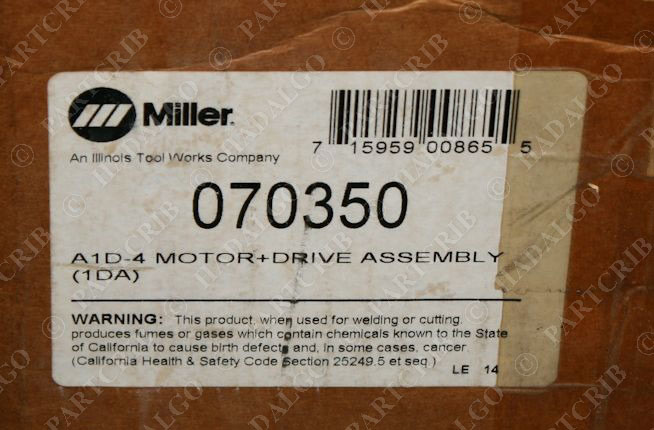 Miller.
An Illinois Tool Works Company
7 15959 00865 5
070350
A1D-4 MOTOR+DRIVE ASSEMBLY
(1DA)
WARNING: This product, when used for welding or cutting,
produces fumes or gases which contain chemicals known to the State
of California to cause birth defects and, in some cases, cancer
(California Health & Safety Code Section 25249.5 et seq.)
LE 14
© PARTCRIB © HADALGO